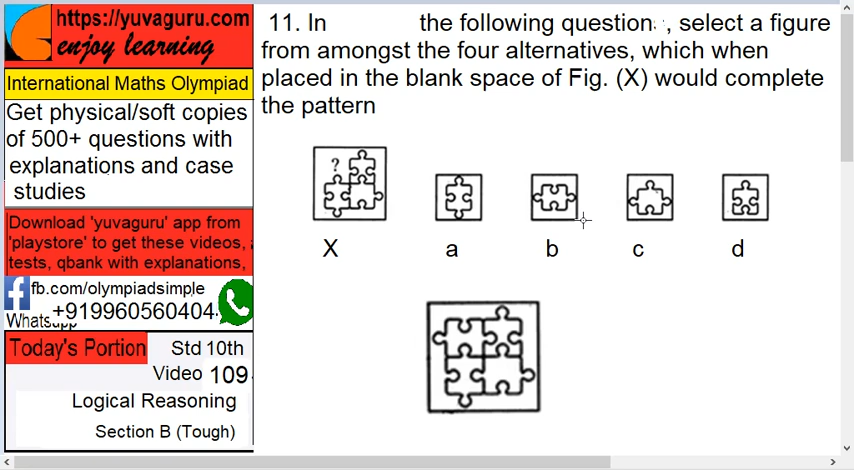 https://yuvaguru.com
enjoy learning
International Maths Olympiad
Get physical/soft copies
of 500+ questions with
explanations and case
studies
Download 'yuvaguru' app from
'playstore' to get these videos,
tests, qbank with explanations,
fb.com/olympiadsimple
+919960560404
Whatsapp
Today's Portion Std 10th
Video 109
Logical Reasoning
Section B (Tough)
11. In the following question , select a figure
from amongst the four alternatives, which when
placed in the blank space of Fig. (X) would complete
the pattern
?
X a b c d